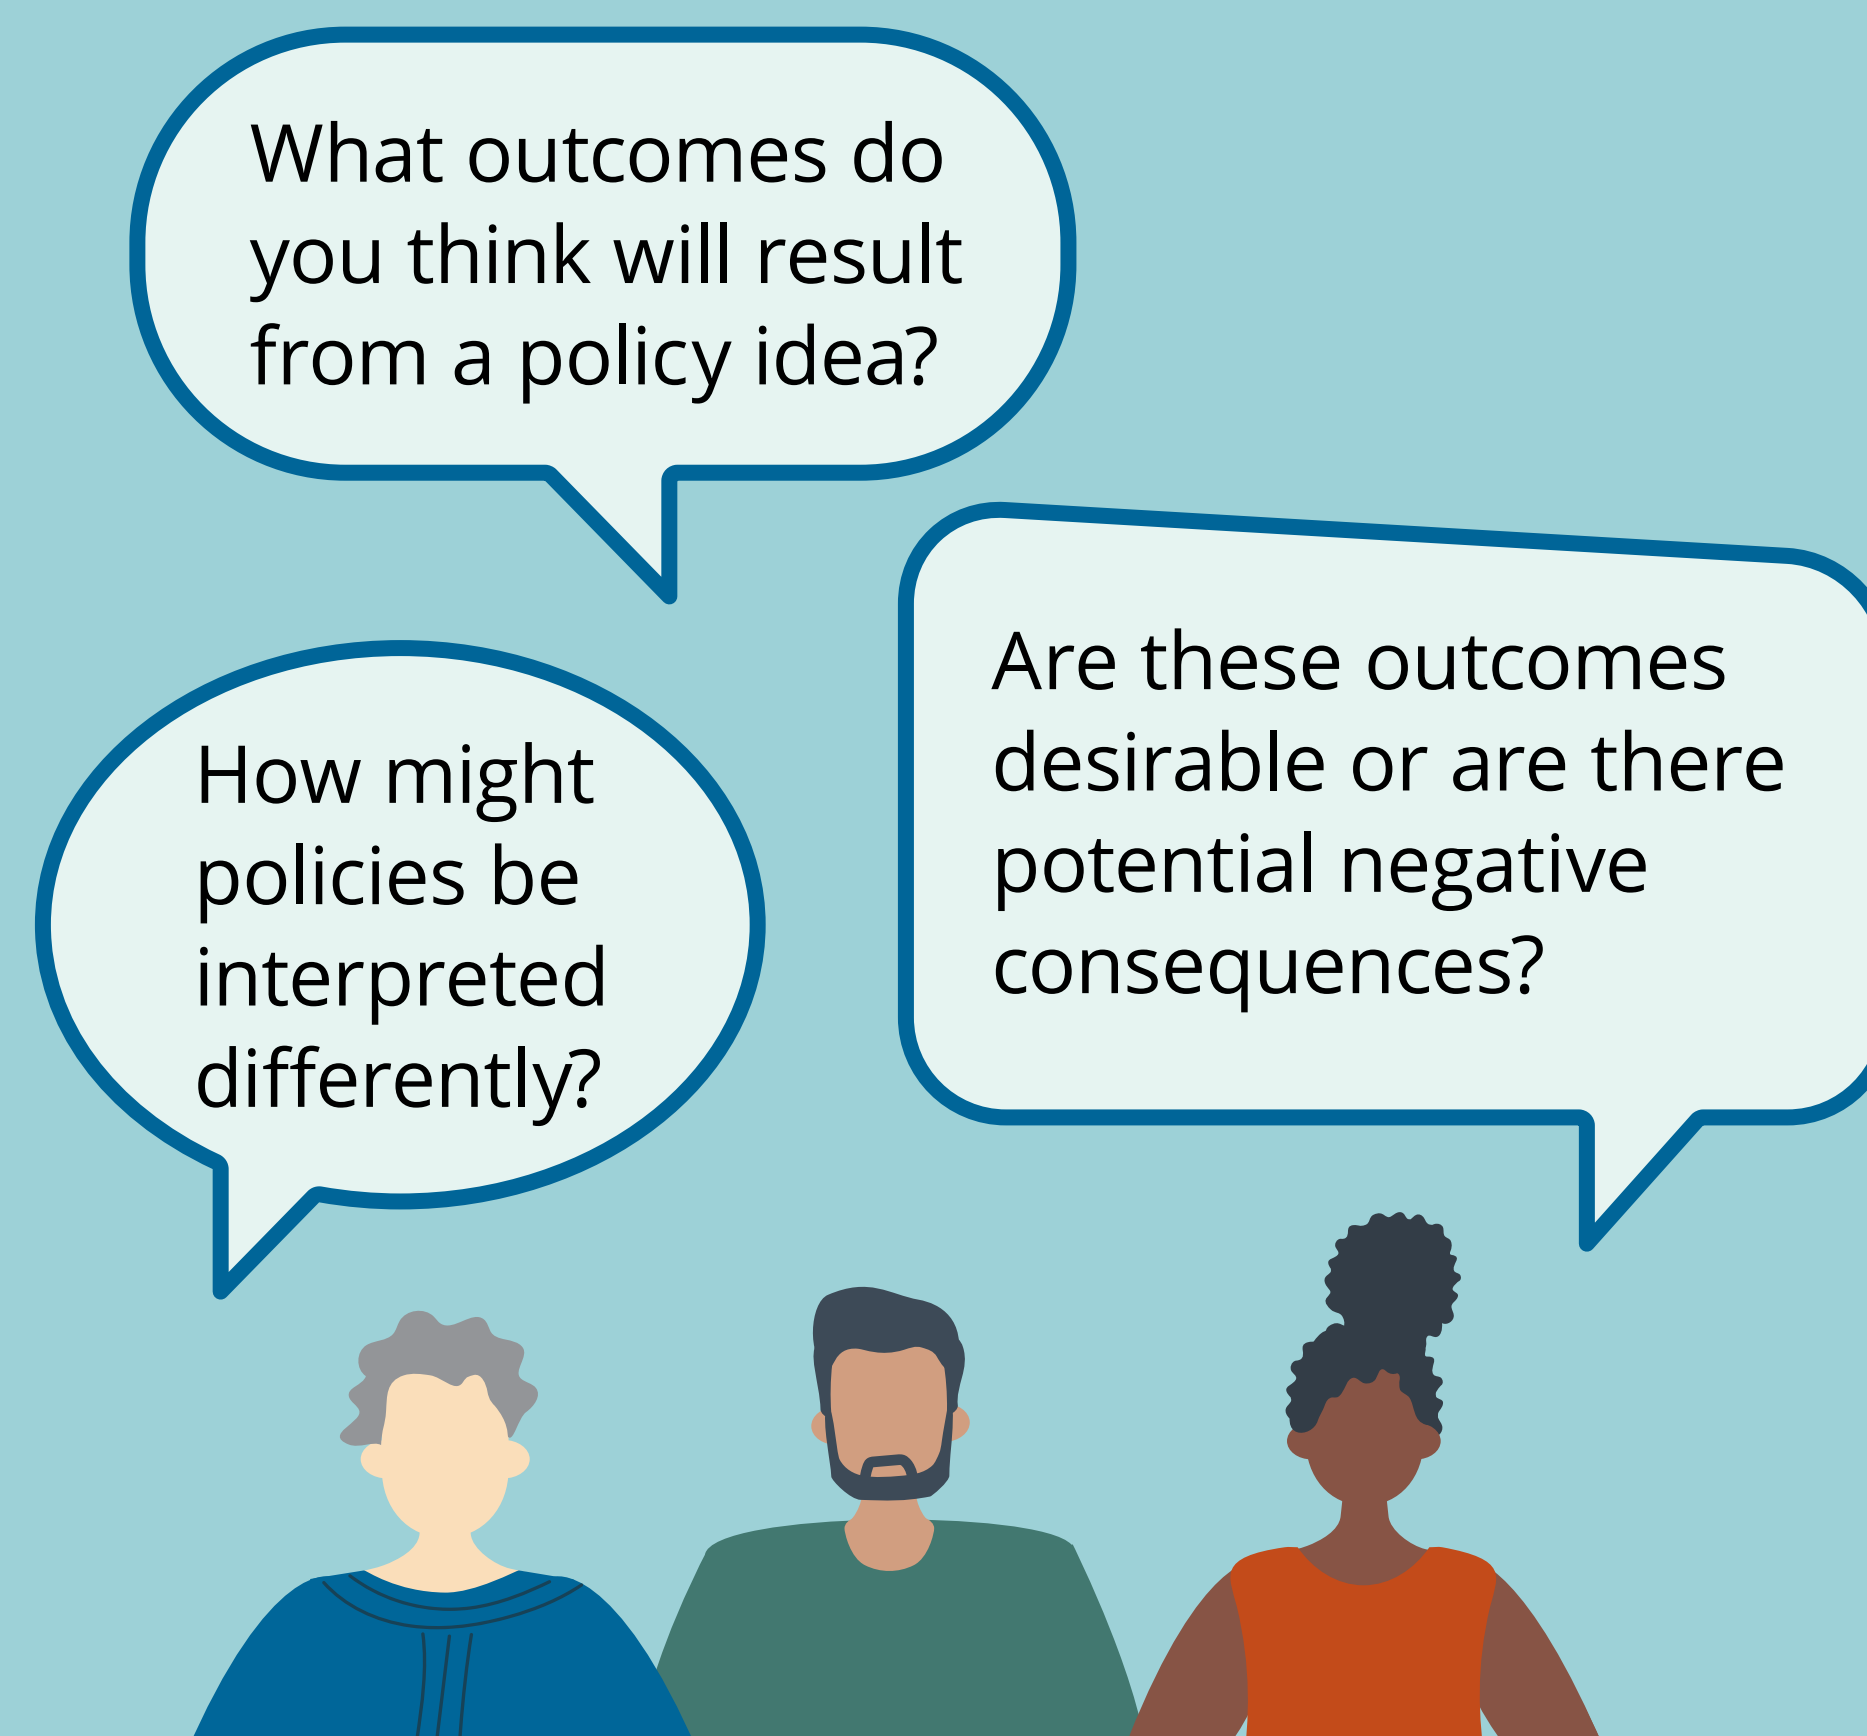 What outcomes do
you think will result
from a policy idea?
How might
policies be
interpreted
differently?
Are these outcomes
desirable or are there
potential negative
consequences?